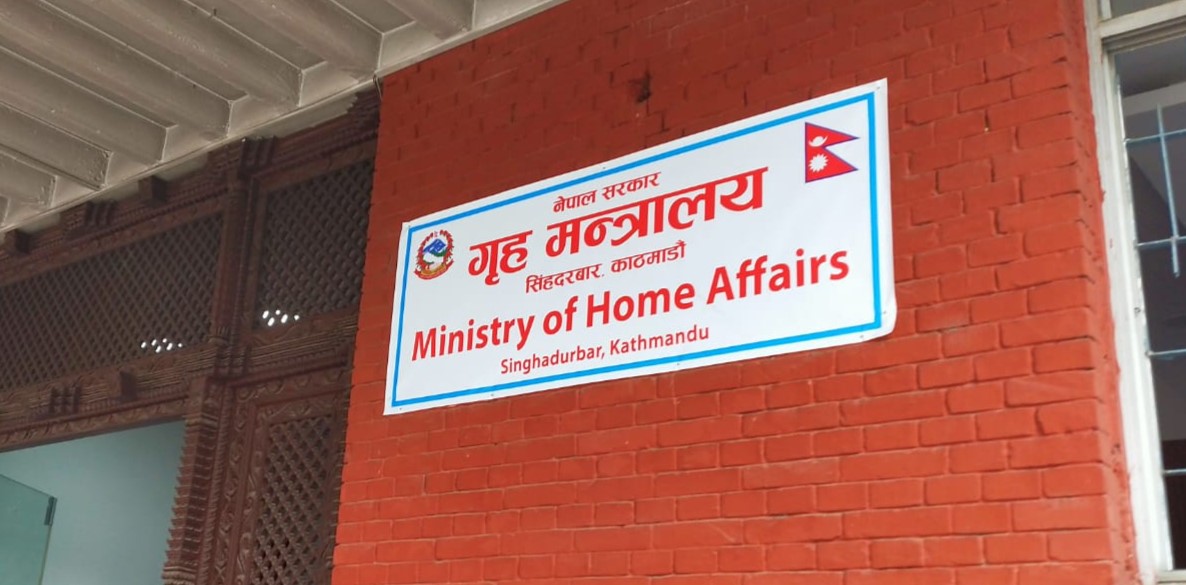 नेपाल सरकार
गृह मन्त्रालय
सिंहदरबार, काठमाडौं
Ministry of Home Affairs
Singhadurbar, Kathmandu